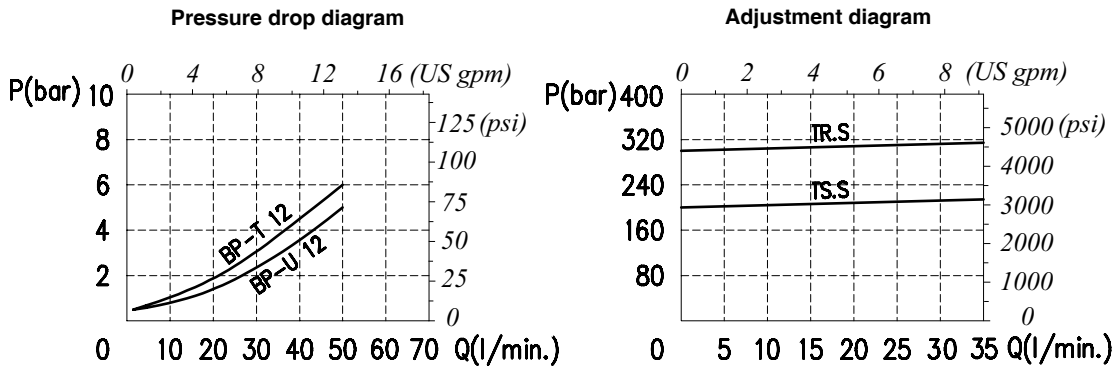 Pressure drop diagram
0 4 8 12 16 (US gpm)
P(bar) 10
8
6
4
2
0
125 (psi)
100
75
50
25
0
BP-T 12
BP-U 12
0 10 20 30 40 50 60 70 Q(l/min.)
Adjustment diagram
0 2 4 6 8 (US gpm)
P(bar) 400
320
240
160
80
5000 (psi)
4000
3000
2000
1000
0
TR.S
TS.S
0 5 10 15 20 25 30 35 Q(l/min.)